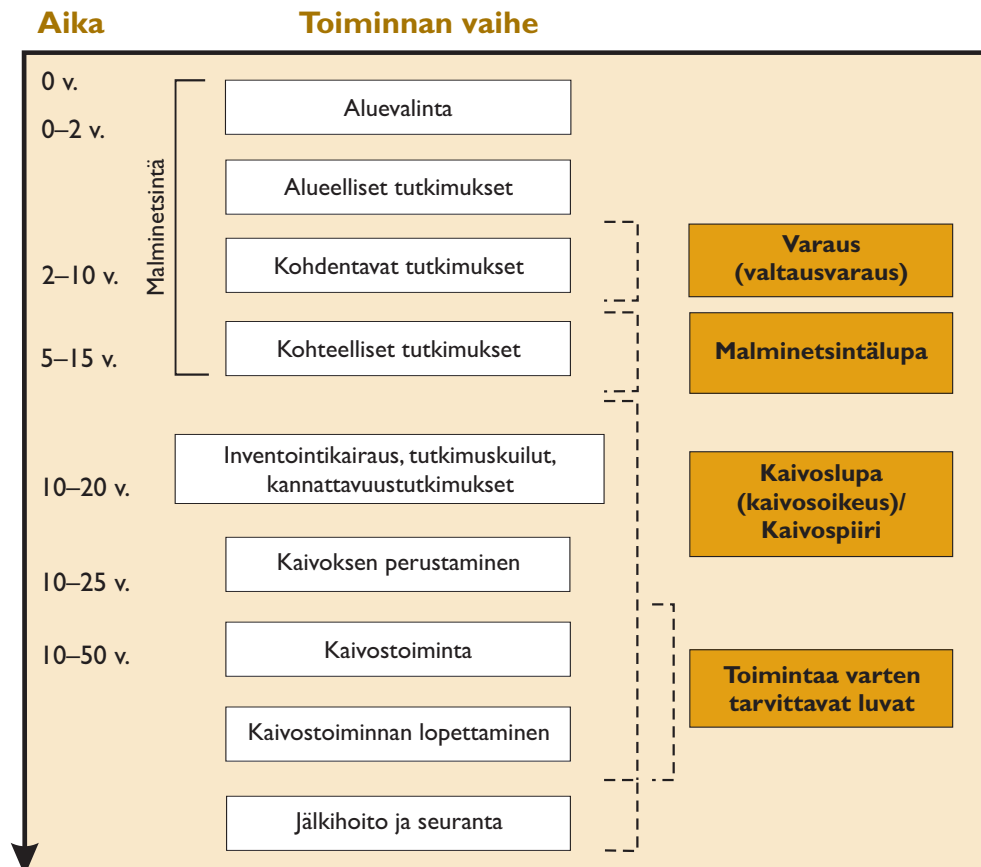 Aika
Toiminnan vaihe
0 v.
0–2 v.
2–10 v.
5–15 v.
10–20 v.
10–25 v.
10–50 v.
Malminetsintä
Aluevalinta
Alueelliset tutkimukset
Kohdentavat tutkimukset
Kohteelliset tutkimukset
Inventointikairaus, tutkimuskuilut,
kannattavuustutkimukset
Kaivoksen perustaminen
Kaivostoiminta
Kaivostoiminnan lopettaminen
Jälkihoito ja seuranta
Varaus
(valtausvaraus)
Malminetsintälupa
Kaivoslupa
(kaivosoikeus)/
Kaivospiiri
Toimintaa varten
tarvittavat luvat